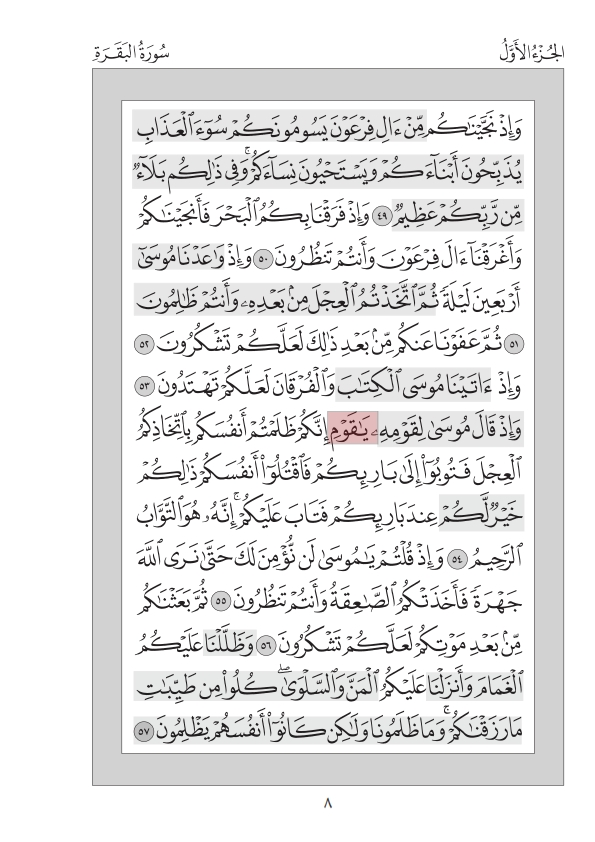 الجُزْءُ الأَوَّلُ
سُورَةُ البَقَرَةِ
وَإِذْ نَجَّيْنَٰكُم مِّنْ ءَالِ فِرْعَوْنَ يَسُومُونَكُمْ سُوٓءَ ٱلْعَذَابِ
يُذَبِّحُونَ أَبْنَآءَكُمْ وَيَسْتَحْيُونَ نِسَآءَكُمْ ۚ وَفِى ذَٰلِكُم بَلَآءٌ
مِّن رَّبِّكُمْ عَظِيمٌ ٤٩ وَإِذْ فَرَقْنَا بِكُمُ ٱلْبَحْرَ فَأَنجَيْنَٰكُمْ
وَأَغْرَقْنَآ ءَالَ فِرْعَوْنَ وَأَنتُمْ تَنظُرُونَ ٥٠ وَإِذْ وَٰعَدْنَا مُوسَىٰٓ
أَرْبَعِينَ لَيْلَةً ثُمَّ ٱتَّخَذْتُمُ ٱلْعِجْلَ مِنۢ بَعْدِهِۦ وَأَنتُمْ ظَٰلِمُونَ
٥١ ثُمَّ عَفَوْنَا عَنكُم مِّنۢ بَعْدِ ذَٰلِكَ لَعَلَّكُمْ تَشْكُرُونَ ٥٢
وَإِذْ ءَاتَيْنَا مُوسَى ٱلْكِتَٰبَ وَٱلْفُرْقَانَ لَعَلَّكُمْ تَهْتَدُونَ ٥٣
وَإِذْ قَالَ مُوسَىٰ لِقَوْمِهِۦ يَٰقَوْمِ إِنَّكُمْ ظَلَمْتُمْ أَنفُسَكُم بِٱتِّخَاذِكُمُ
ٱلْعِجْلَ فَتُوبُوٓا۟ إِلَىٰ بَارِئِكُمْ فَٱقْتُلُوٓا۟ أَنفُسَكُمْ ذَٰلِكُمْ
خَيْرٌ لَّكُمْ عِندَ بَارِئِكُمْ فَتَابَ عَلَيْكُمْ ۚ إِنَّهُۥ هُوَ ٱلتَّوَّابُ
ٱلرَّحِيمُ ٥٤ وَإِذْ قُلْتُمْ يَٰمُوسَىٰ لَن نُّؤْمِنَ لَكَ حَتَّىٰ نَرَى ٱللَّهَ
جَهْرَةً فَأَخَذَتْكُمُ ٱلصَّٰعِقَةُ وَأَنتُمْ تَنظُرُونَ ٥٥ ثُمَّ بَعَثْنَٰكُم
مِّنۢ بَعْدِ مَوْتِكُمْ لَعَلَّكُمْ تَشْكُرُونَ ٥٦ وَظَلَّلْنَا عَلَيْكُمُ
ٱلْغَمَامَ وَأَنزَلْنَا عَلَيْكُمُ ٱلْمَنَّ وَٱلسَّلْوَىٰ ۖ كُلُوا۟ مِن طَيِّبَٰتِ
مَا رَزَقْنَٰكُمْ ۚ وَمَا ظَلَمُونَا وَلَٰكِن كَانُوٓا۟ أَنفُسَهُمْ يَظْلِمُونَ ٥٧
٨